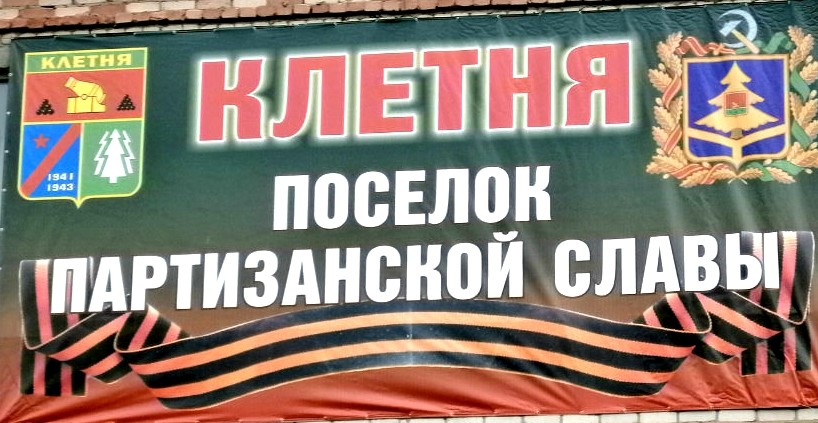 КЛЕТНЯ
1941
1943
КЛЕТНЯ
ПОСЕЛОК
ПАРТИЗАНСКОЙ СЛАВЫ